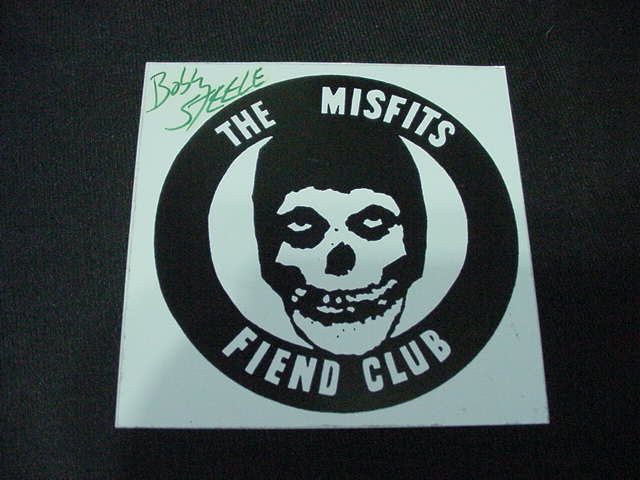 Bobby
STEELE
THE MISFITS
FIEND CLUB